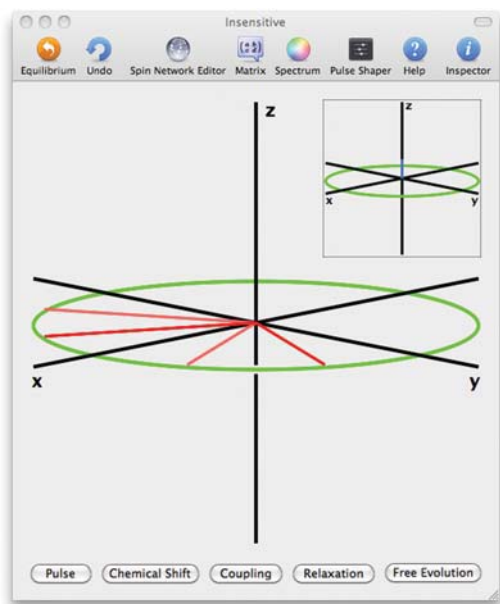 Insensitive
Equilibrium Undo Spin Network Editor Matrix Spectrum Pulse Shaper Help Inspector
z
z
x y
x y
Pulse Chemical Shift Coupling Relaxation Free Evolution